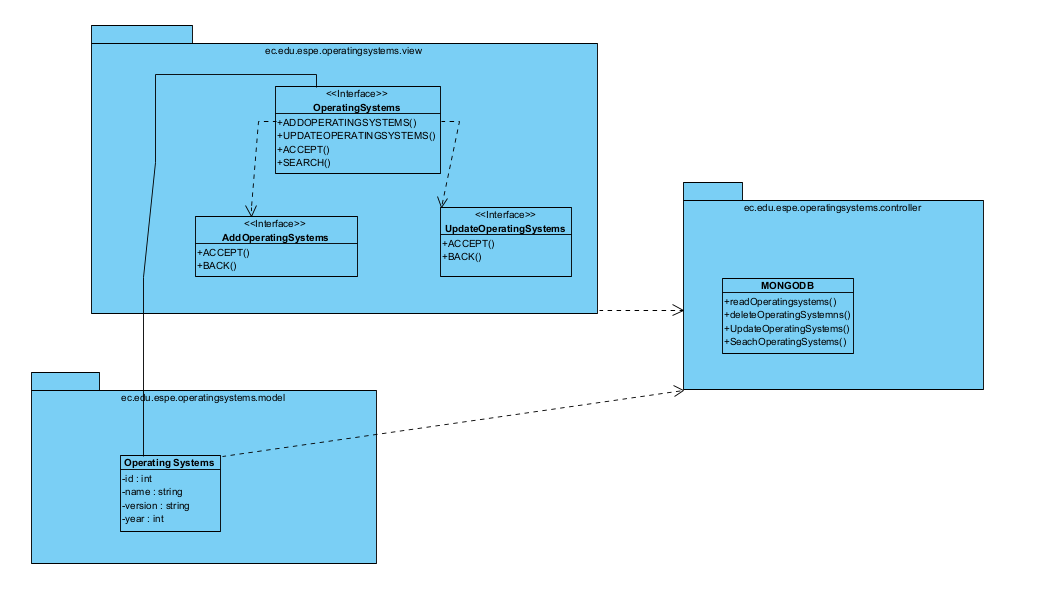 ec.edu.espe.operatingsystems.view
<<Interface>>
OperatingSystems
+ADDOPERATINGSYSTEMS()
+UPDATEOPERATINGSYSTEMS()
+ACCEPT()
+SEARCH()
<<Interface>>
AddOperatingSystems
+ACCEPT()
+BACK()
<<Interface>>
UpdateOperatingSystems
+ACCEPT()
+BACK()
ec.edu.espe.operatingsystems.controller
MONGODB
+readOperatingsystems()
+deleteOperatingSystemns()
+UpdateOperatingSystems()
+SeachOperatingSystems()
ec.edu.espe.operatingsystems.model
Operating Systems
-id : int
-name : string
-version : string
-year : int